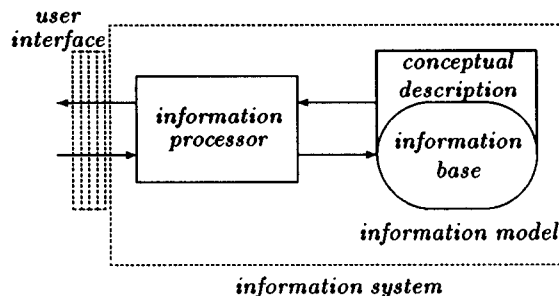 user
interface
conceptual
description
information
processor
information
base
information model
information system